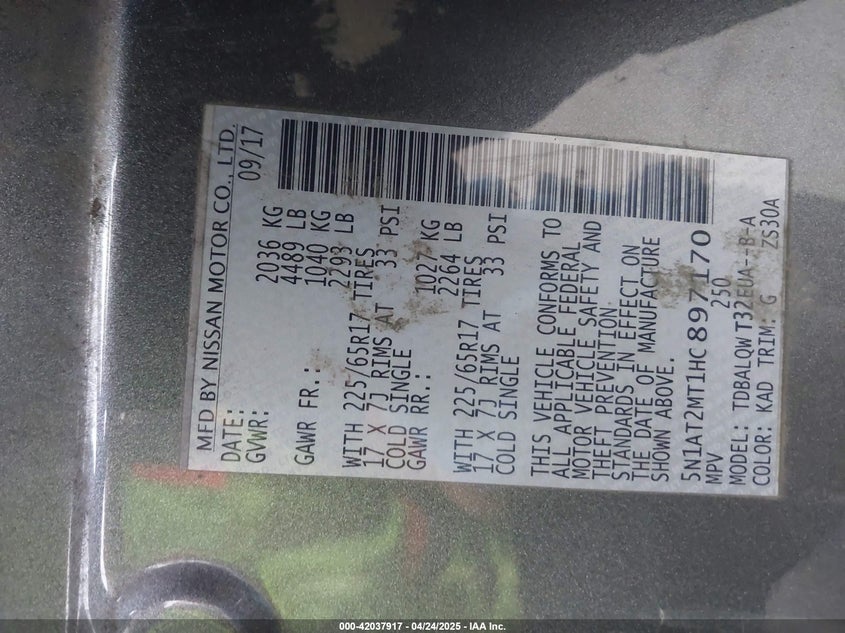 MFD BY NISSAN MOTOR CO., LTD.
DATE: 09/17
GVWR: 2036 KG
4489 LB
GAWR FR.: 1040 KG
2293 LB
WITH 225/65R17 TIRES
17 X 7J RIMS AT 33 PSI
COLD SINGLE
GAWR RR.: 1027 KG
2264 LB
WITH 225/65R17 TIRES
17 X 7J RIMS AT 33 PSI
COLD SINGLE
THIS VEHICLE CONFORMS TO
ALL APPLICABLE FEDERAL
MOTOR VEHICLE SAFETY AND
THEFT PREVENTION
STANDARDS IN EFFECT ON
THE DATE OF MANUFACTURE
SHOWN ABOVE.
5N1AT2MT1HC897170
MPV 250
MODEL: TDBALQWT32EUA--B-A
COLOR: KAD TRIM: G ZS30A
000-42037917 - 04/24/2025 - IAA Inc.